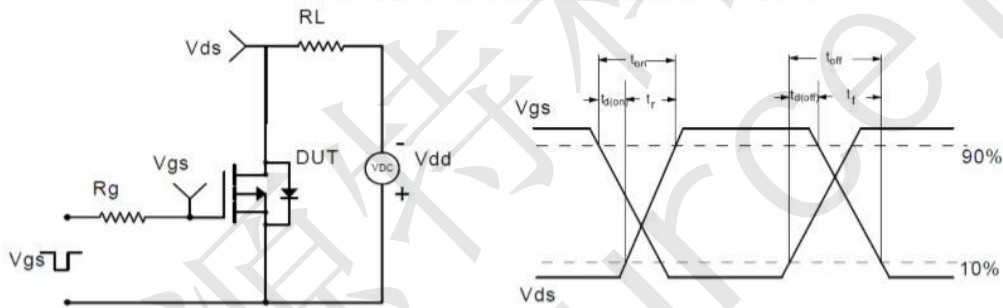 RL
Vds
Vgs
DUT
VDC
-
+
Vdd
Rg
Vgs
ton
toff
td(on)
tr
td(off)
tf
Vgs
90%
10%
Vds